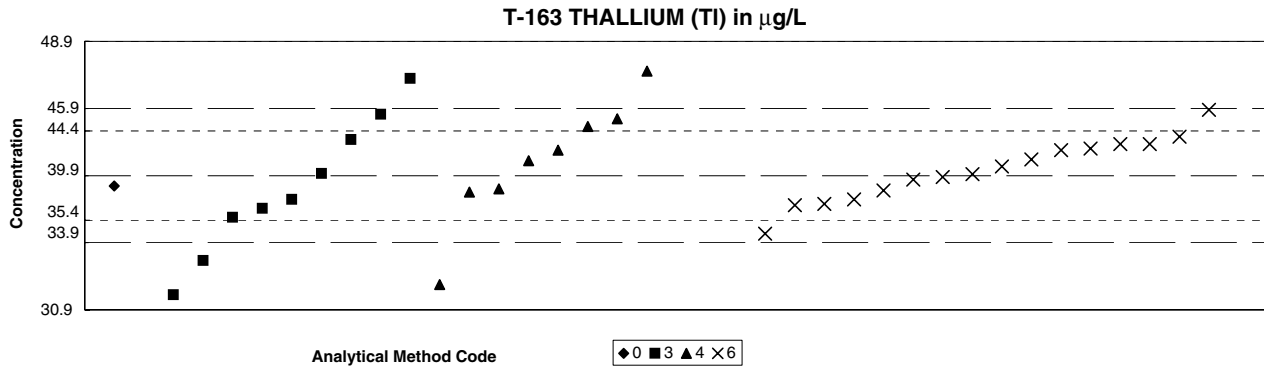 T-163 THALLIUM (Tl) in μg/L
48.9
45.9
44.4
39.9
35.4
33.9
30.9
Concentration
Analytical Method Code
0 3 4 6